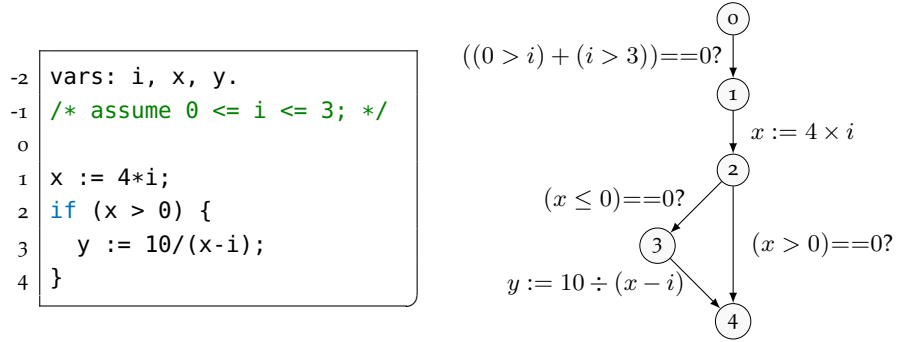 -2 vars: i, x, y.
-1 /* assume 0 <= i <= 3; */
0
1 x := 4*i;
2 if (x > 0) {
3 y := 10/(x-i);
4 }
0
((0 > i) + (i > 3))==0?
1
x := 4 × i
2
(x ≤ 0)==0?
3
(x > 0)==0?
y := 10 ÷ (x − i)
4